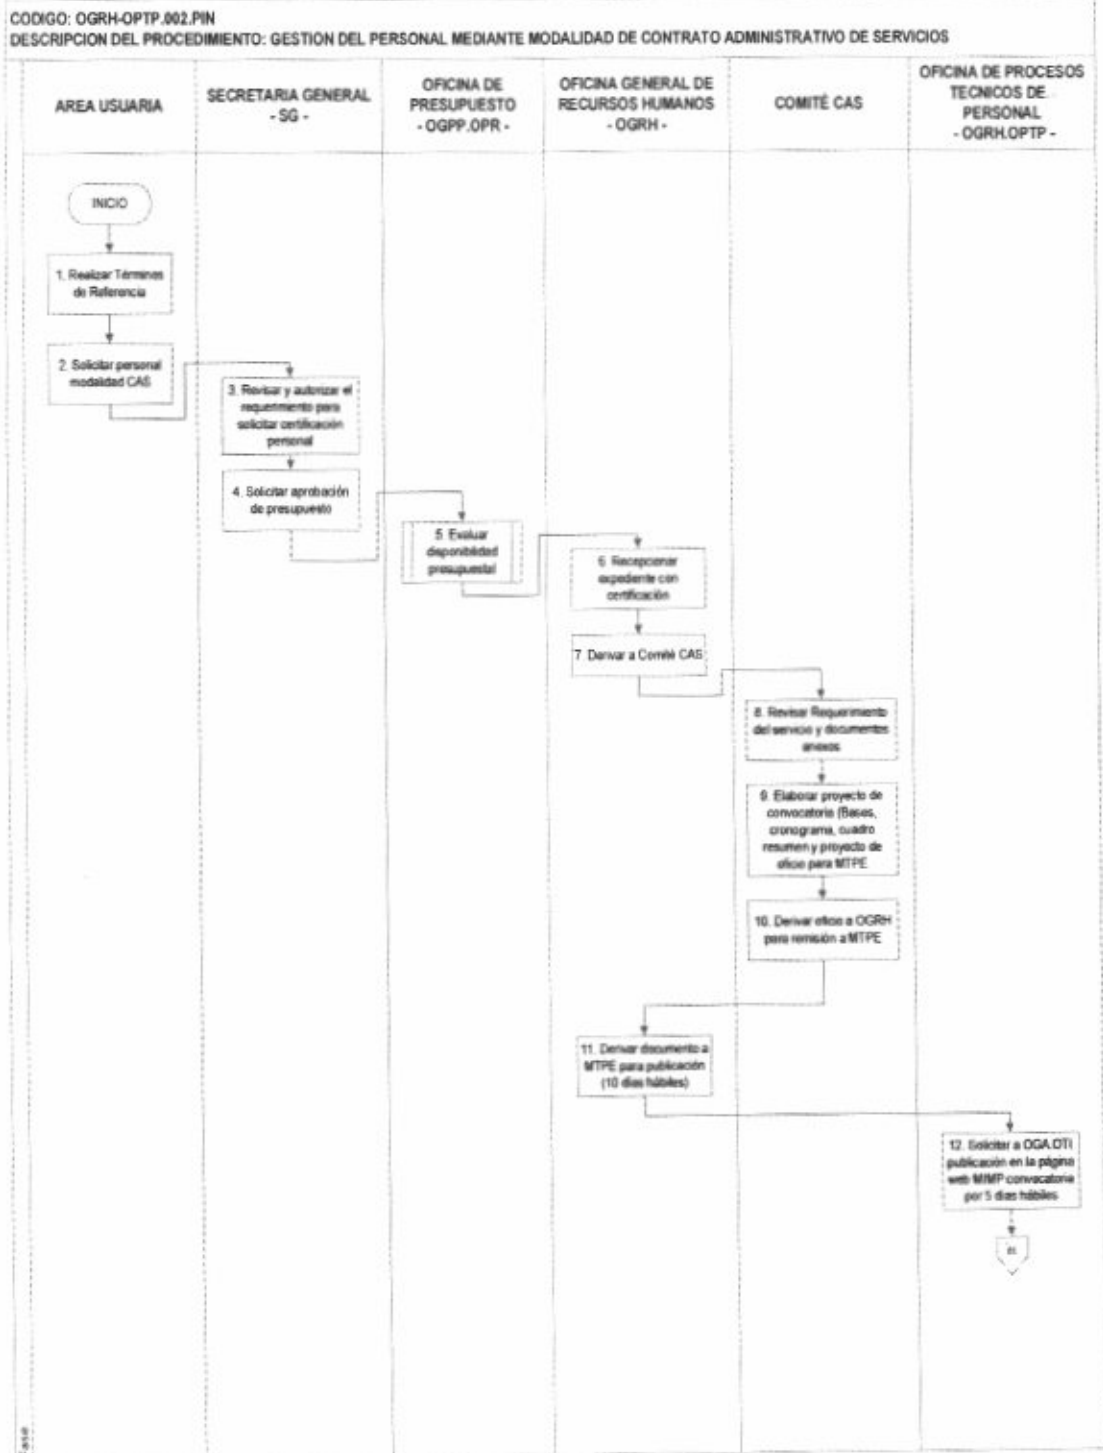 CODIGO: OGRH-OPTP.002.PIN
DESCRIPCION DEL PROCEDIMIENTO: GESTION DEL PERSONAL MEDIANTE MODALIDAD DE CONTRATO ADMINISTRATIVO DE SERVICIOS
AREA USUARIA
SECRETARIA GENERAL
- SG -
OFICINA DE
PRESUPUESTO
- OGPP.OPR -
OFICINA GENERAL DE
RECURSOS HUMANOS
- OGRH -
COMITÉ CAS
OFICINA DE PROCESOS
TECNICOS DE
PERSONAL
- OGRH.OPTP -
INICIO
1. Realizar Términos
de Referencia
2. Solicitar personal
modalidad CAS
3. Revisar y autorizar el
requerimiento para
solicitar certificación
personal
4. Solicitar aprobación
de presupuesto
5. Evaluar
disponibilidad
presupuestal
6. Recepcionar
expediente con
certificación
7. Derivar a Comité CAS
8. Revisar Requerimiento
del servicio y documentos
anexos
9. Elaborar proyecto de
convocatoria (Bases,
cronograma, cuadro
resumen y proyecto de
oficio para MTPE
10. Derivar oficio a OGRH
para remisión a MTPE
11. Derivar documento a
MTPE para publicación
(10 días hábiles)
12. Solicitar a OGA.OTI
publicación en la página
web MIMP convocatoria
por 5 días hábiles